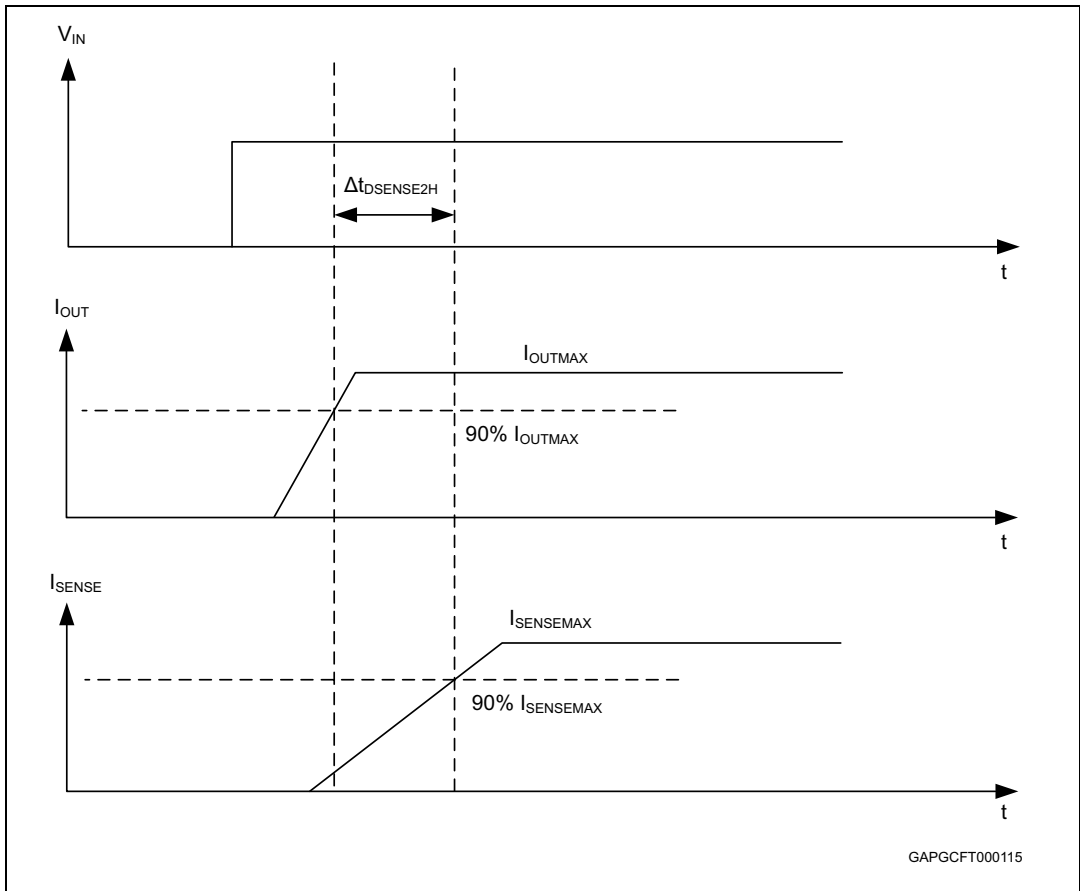 VIN
ΔtDSENSE2H
t
IOUT
IOUTMAX
90% IOUTMAX
t
ISENSE
ISENSEMAX
90% ISENSEMAX
t
GAPGCFT000115